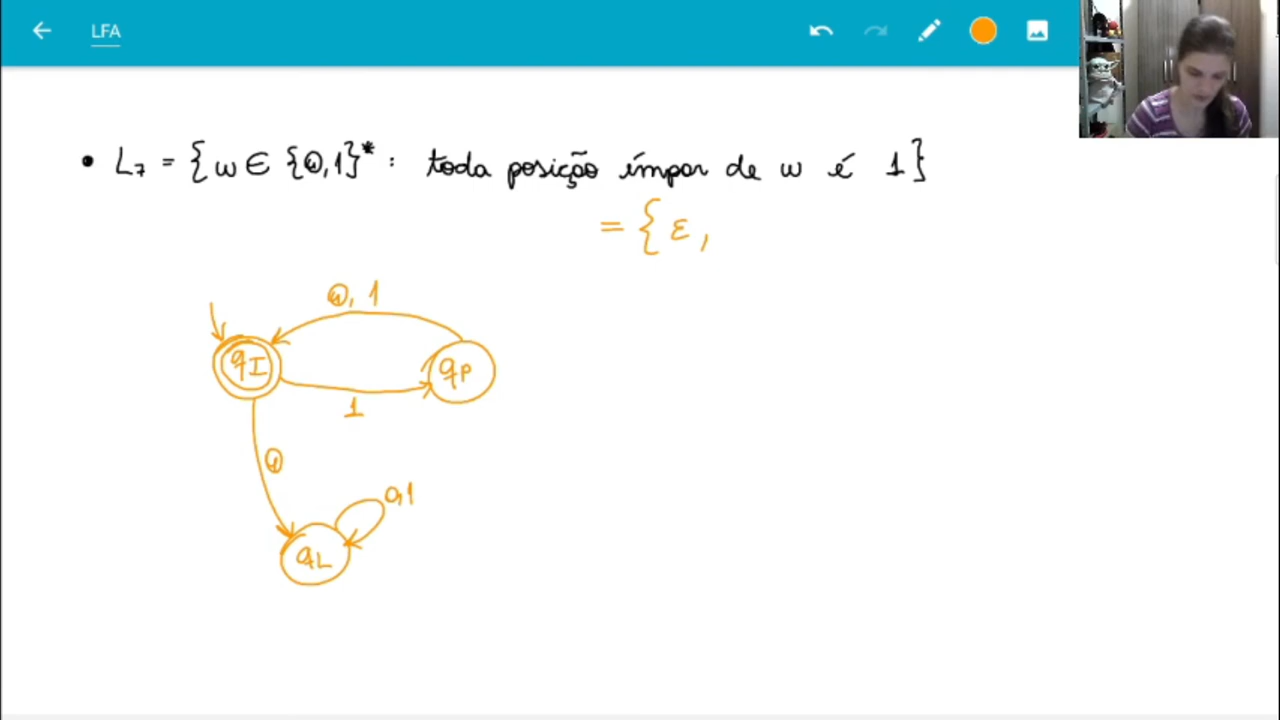 LFA
• L₇ = {w ∈ {0,1}* : toda posição ímpar de w é 1}
= {ε,
0, 1
qI
qP
1
0
0,1
qL